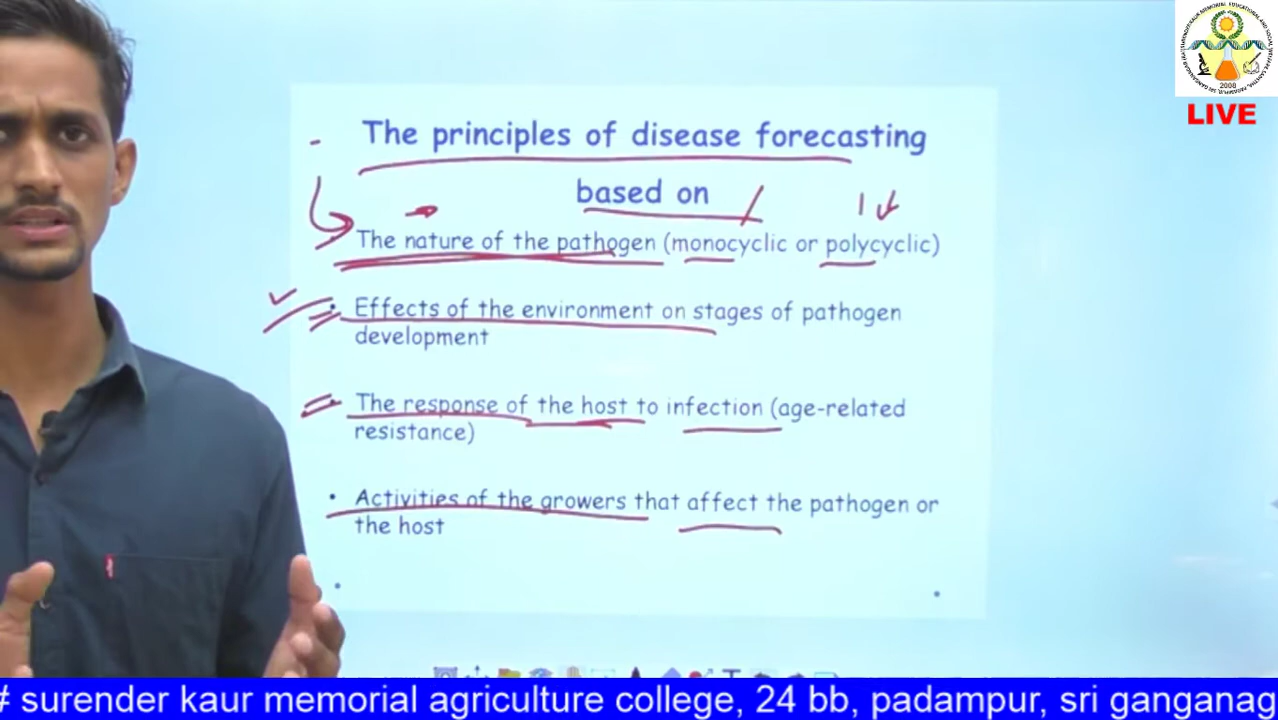 LIVE
The principles of disease forecasting
based on
The nature of the pathogen (monocyclic or polycyclic)
• Effects of the environment on stages of pathogen
development
The response of the host to infection (age-related
resistance)
• Activities of the growers that affect the pathogen or
the host
2008
# surender kaur memorial agriculture college, 24 bb, padampur, sri ganganag